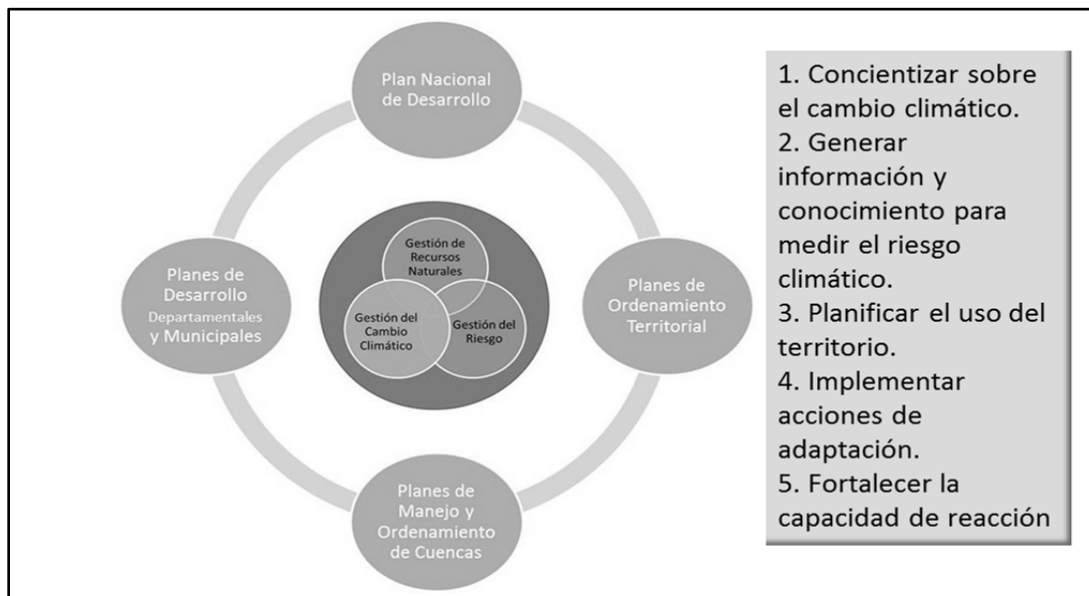 Plan Nacional
de Desarrollo
Planes de
Desarrollo
Departamentales
y Municipales
Gestión de
Recursos
Naturales
Gestión del
Cambio
Climático
Gestión del
Riesgo
Planes de
Ordenamiento
Territorial
Planes de
Manejo y
Ordenamiento
de Cuencas
1. Concientizar sobre
el cambio climático.
2. Generar
información y
conocimiento para
medir el riesgo
climático.
3. Planificar el uso del
territorio.
4. Implementar
acciones de
adaptación.
5. Fortalecer la
capacidad de reacción